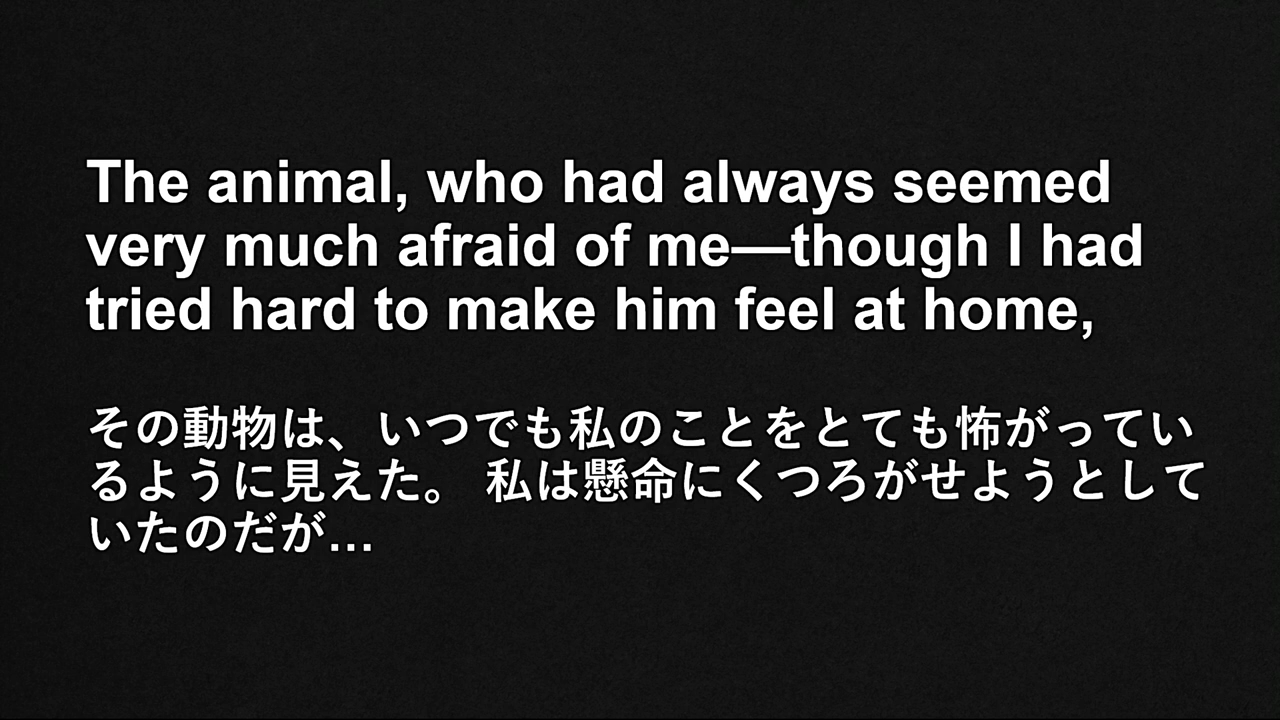 The animal, who had always seemed
very much afraid of me—though I had
tried hard to make him feel at home,
その動物は、いつでも私のことをとても怖がってい
るように見えた。 私は懸命にくつろがせようとして
いたのだが…